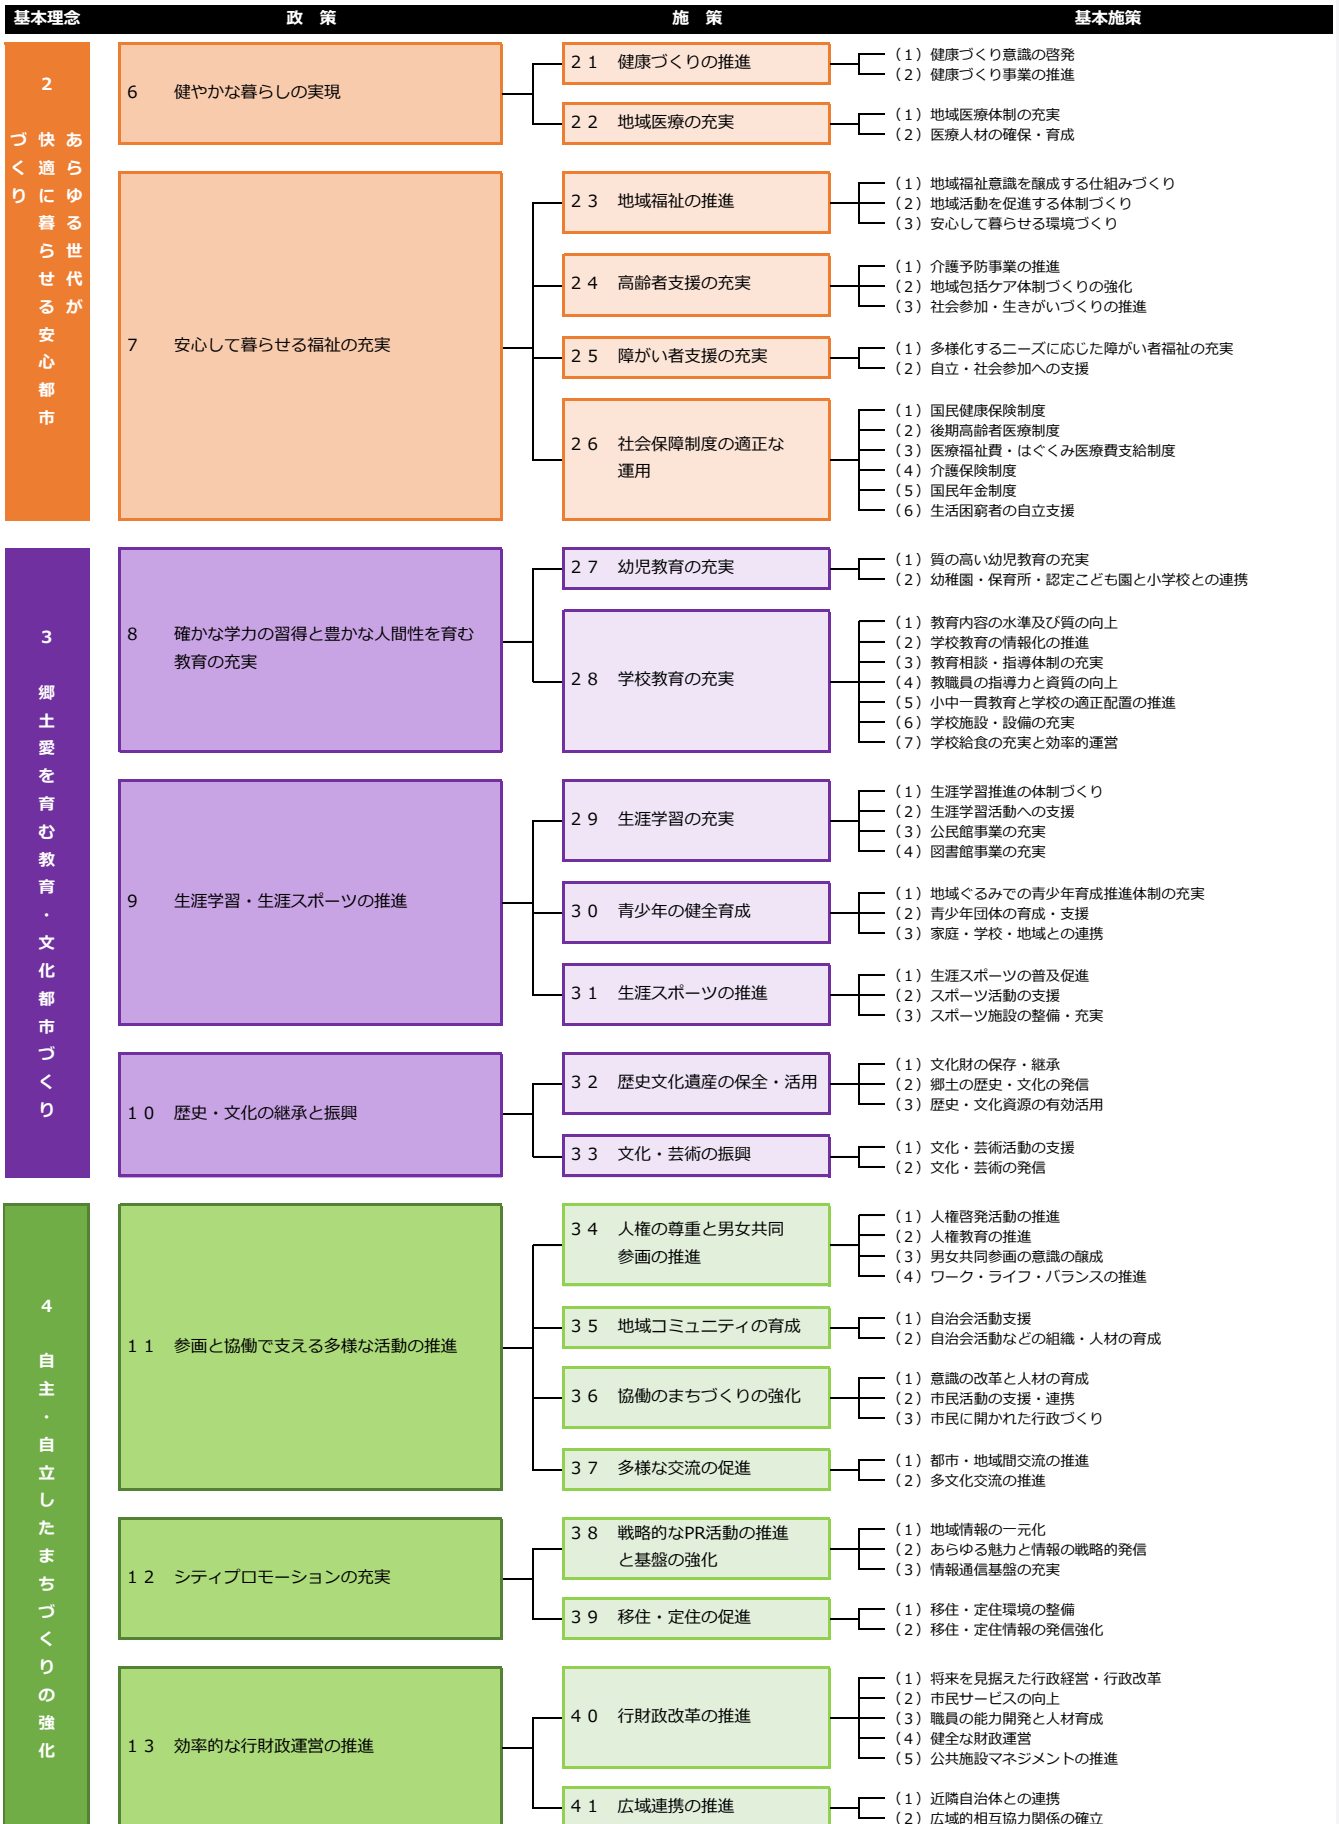 基本理念　政　策　施　策　基本施策
2　あらゆる世代が快適に暮らせる安心都市づくり
6　健やかな暮らしの実現
21　健康づくりの推進
（1）健康づくり意識の啓発
（2）健康づくり事業の推進
22　地域医療の充実
（1）地域医療体制の充実
（2）医療人材の確保・育成
7　安心して暮らせる福祉の充実
23　地域福祉の推進
（1）地域福祉意識を醸成する仕組みづくり
（2）地域活動を促進する体制づくり
（3）安心して暮らせる環境づくり
24　高齢者支援の充実
（1）介護予防事業の推進
（2）地域包括ケア体制づくりの強化
（3）社会参加・生きがいづくりの推進
25　障がい者支援の充実
（1）多様化するニーズに応じた障がい者福祉の充実
（2）自立・社会参加への支援
26　社会保障制度の適正な
運用
（1）国民健康保険制度
（2）後期高齢者医療制度
（3）医療福祉費・はぐくみ医療費支給制度
（4）介護保険制度
（5）国民年金制度
（6）生活困窮者の自立支援
3　郷土愛を育む教育・文化都市づくり
8　確かな学力の習得と豊かな人間性を育む
教育の充実
27　幼児教育の充実
（1）質の高い幼児教育の充実
（2）幼稚園・保育所・認定こども園と小学校との連携
28　学校教育の充実
（1）教育内容の水準及び質の向上
（2）学校教育の情報化の推進
（3）教育相談・指導体制の充実
（4）教職員の指導力と資質の向上
（5）小中一貫教育と学校の適正配置の推進
（6）学校施設・設備の充実
（7）学校給食の充実と効率的運営
9　生涯学習・生涯スポーツの推進
29　生涯学習の充実
（1）生涯学習推進の体制づくり
（2）生涯学習活動への支援
（3）公民館事業の充実
（4）図書館事業の充実
30　青少年の健全育成
（1）地域ぐるみでの青少年育成推進体制の充実
（2）青少年団体の育成・支援
（3）家庭・学校・地域との連携
31　生涯スポーツの推進
（1）生涯スポーツの普及促進
（2）スポーツ活動の支援
（3）スポーツ施設の整備・充実
10　歴史・文化の継承と振興
32　歴史文化遺産の保全・活用
（1）文化財の保存・継承
（2）郷土の歴史・文化の発信
（3）歴史・文化資源の有効活用
33　文化・芸術の振興
（1）文化・芸術活動の支援
（2）文化・芸術の発信
4　自主・自立したまちづくりの強化
11　参画と協働で支える多様な活動の推進
34　人権の尊重と男女共同
参画の推進
（1）人権啓発活動の推進
（2）人権教育の推進
（3）男女共同参画の意識の醸成
（4）ワーク・ライフ・バランスの推進
35　地域コミュニティの育成
（1）自治会活動支援
（2）自治会活動などの組織・人材の育成
36　協働のまちづくりの強化
（1）意識の改革と人材の育成
（2）市民活動の支援・連携
（3）市民に開かれた行政づくり
37　多様な交流の促進
（1）都市・地域間交流の推進
（2）多文化交流の推進
12　シティプロモーションの充実
38　戦略的なPR活動の推進
と基盤の強化
（1）地域情報の一元化
（2）あらゆる魅力と情報の戦略的発信
（3）情報通信基盤の充実
39　移住・定住の促進
（1）移住・定住環境の整備
（2）移住・定住情報の発信強化
13　効率的な行財政運営の推進
40　行財政改革の推進
（1）将来を見据えた行政経営・行政改革
（2）市民サービスの向上
（3）職員の能力開発と人材育成
（4）健全な財政運営
（5）公共施設マネジメントの推進
41　広域連携の推進
（1）近隣自治体との連携
（2）広域的相互協力関係の確立